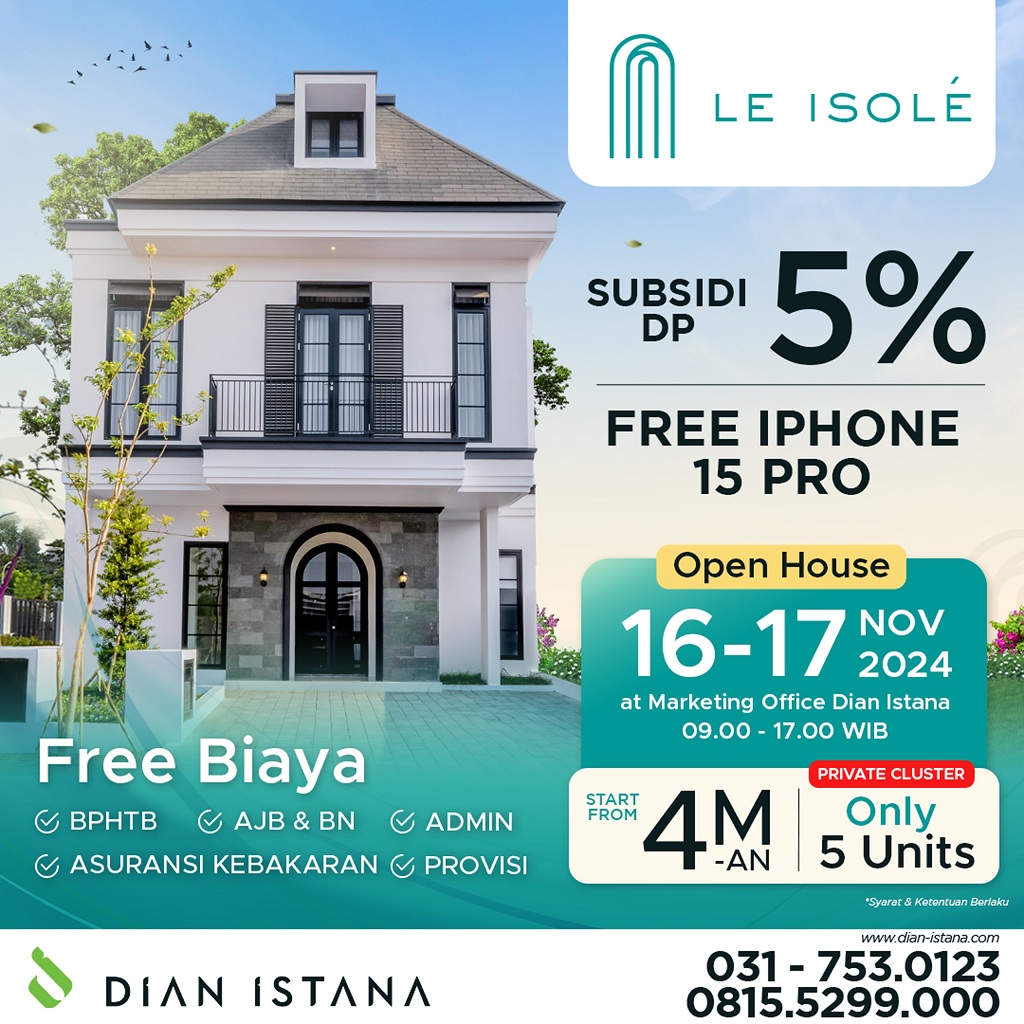 LE ISOLÉ
SUBSIDI
DP
5%
FREE IPHONE
15 PRO
Open House
16-17 NOV
2024
at Marketing Office Dian Istana
09.00 - 17.00 WIB
START
FROM
4M
-AN
PRIVATE CLUSTER
Only
5 Units
*Syarat & Ketentuan Berlaku
Free Biaya
BPHTB
AJB & BN
ADMIN
ASURANSI KEBAKARAN
PROVISI
DIAN ISTANA
www.dian-istana.com
031 - 753.0123
0815.5299.000